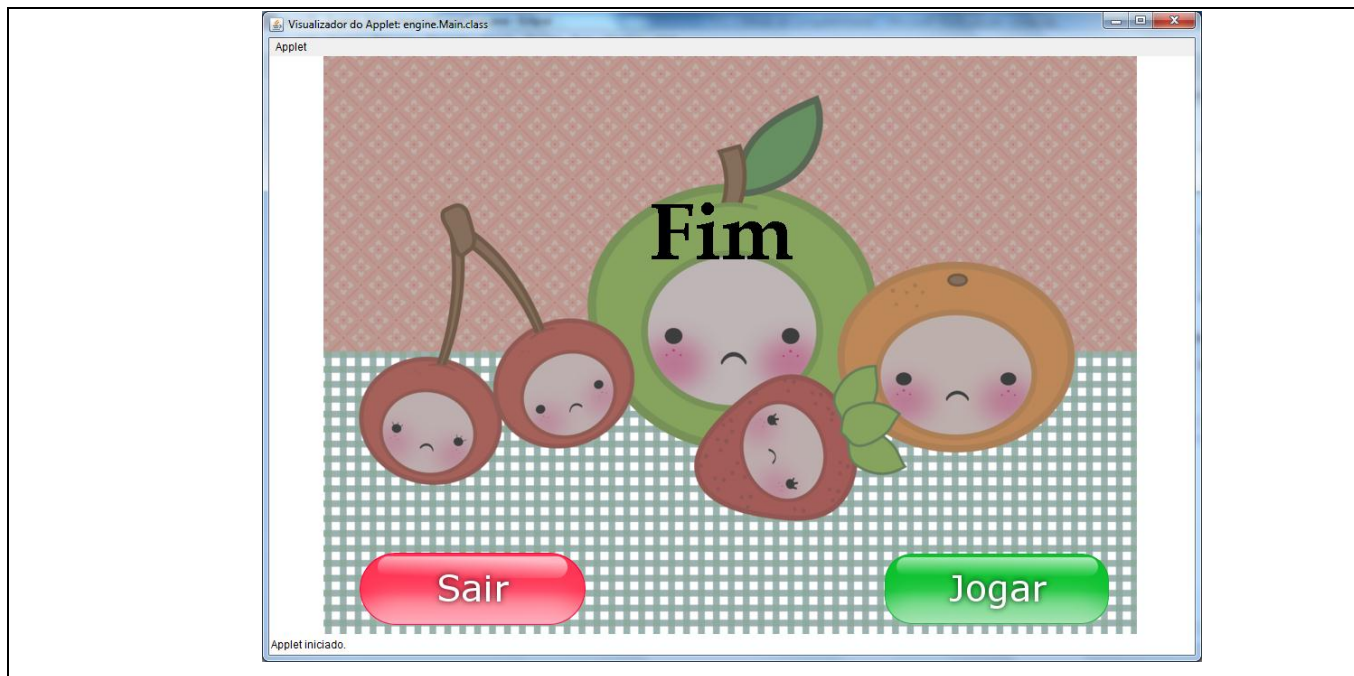 Visualizador do Applet: engine.Main.class
Applet
Fim
Sair
Jogar
Applet iniciado.